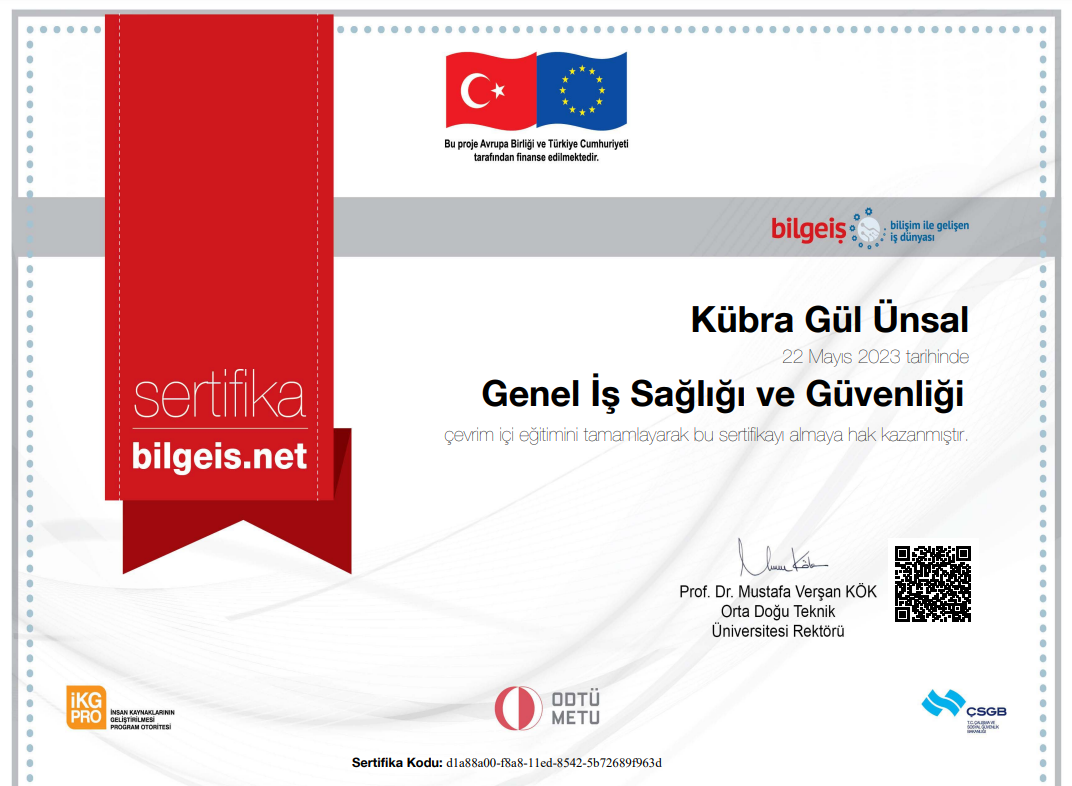 Bu proje Avrupa Birliği ve Türkiye Cumhuriyeti
tarafından finanse edilmektedir.
bilgeiş
bilişim ile gelişen
iş dünyası
Kübra Gül Ünsal
22 Mayıs 2023 tarihinde
Genel İş Sağlığı ve Güvenliği
çevrim içi eğitimini tamamlayarak bu sertifikayı almaya hak kazanmıştır.
sertifika
bilgeis.net
Prof. Dr. Mustafa Verşan KÖK
Orta Doğu Teknik
Üniversitesi Rektörü
iKG
PRO
İNSAN KAYNAKLARININ
GELİŞTİRİLMESİ
PROGRAM OTORİTESİ
ODTÜ
METU
ÇSGB
T.C. ÇALIŞMA VE
SOSYAL GÜVENLİK
BAKANLIĞI
Sertifika Kodu: d1a88a00-f8a8-11ed-8542-5b72689f963d